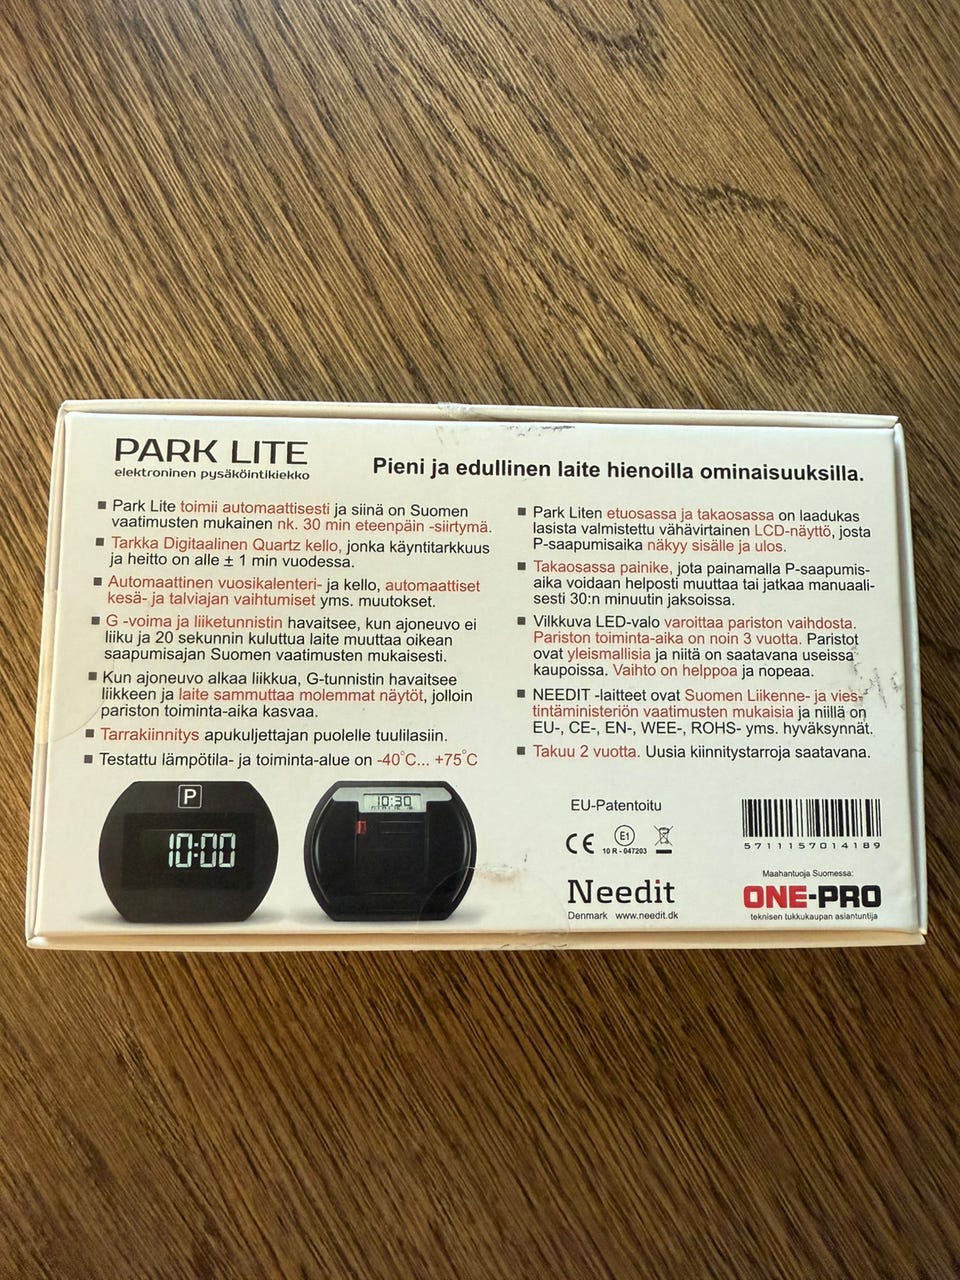 PARK LITE
elektroninen pysäköintikiekko
Pieni ja edullinen laite hienoilla ominaisuuksilla.
Park Lite toimii automaattisesti ja siinä on Suomen
vaatimusten mukainen nk. 30 min eteenpäin -siirtymä.
Tarkka Digitaalinen Quartz kello, jonka käyntitarkkuus
ja heitto on alle ± 1 min vuodessa.
Automaattinen vuosikalenteri- ja kello, automaattiset
kesä- ja talviajan vaihtumiset yms. muutokset.
G -voima ja liiketunnistin havaitsee, kun ajoneuvo ei
liiku ja 20 sekunnin kuluttua laite muuttaa oikean
saapumisajan Suomen vaatimusten mukaisesti.
Kun ajoneuvo alkaa liikkua, G-tunnistin havaitsee
liikkeen ja laite sammuttaa molemmat näytöt, jolloin
pariston toiminta-aika kasvaa.
Tarrakiinnitys apukuljettajan puolelle tuulilasiin.
Testattu lämpötila- ja toiminta-alue on -40°C... +75°C
Park Liten etuosassa ja takaosassa on laadukas
lasista valmistettu vähävirtainen LCD-näyttö, josta
P-saapumisaika näkyy sisälle ja ulos.
Takaosassa painike, jota painamalla P-saapumis-
aika voidaan helposti muuttaa tai jatkaa manuaali-
sesti 30:n minuutin jaksoissa.
Vilkkuva LED-valo varoittaa pariston vaihdosta.
Pariston toiminta-aika on noin 3 vuotta. Paristot
ovat yleismallisia ja niitä on saatavana useissa
kaupoissa. Vaihto on helppoa ja nopeaa.
NEEDIT -laitteet ovat Suomen Liikenne- ja vies-
tintäministeriön vaatimusten mukaisia ja niillä on
EU-, CE-, EN-, WEE-, ROHS- yms. hyväksynnät.
Takuu 2 vuotta. Uusia kiinnitystarroja saatavana.
P
10:00
10:30
EU-Patentoitu
CE
E1
10 R - 047203
5711157014189
Needit
Denmark www.needit.dk
Maahantuoja Suomessa:
ONE-PRO
teknisen tukkukaupan asiantuntija